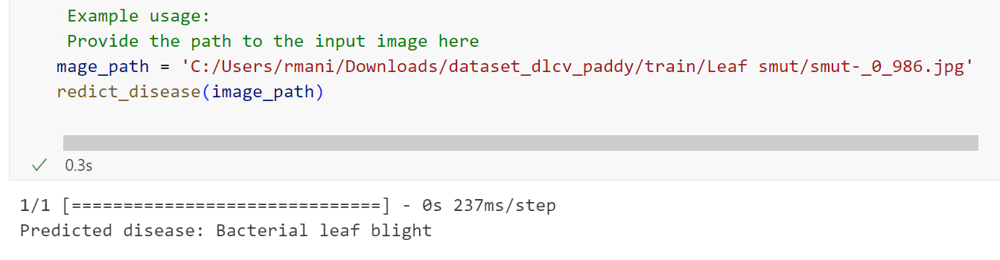 Example usage:
Provide the path to the input image here
mage_path = 'C:/Users/rmani/Downloads/dataset_dlcv_paddy/train/Leaf smut/smut-_0_986.jpg'
redict_disease(image_path)
0.3s
1/1 [==============================] - 0s 237ms/step
Predicted disease: Bacterial leaf blight